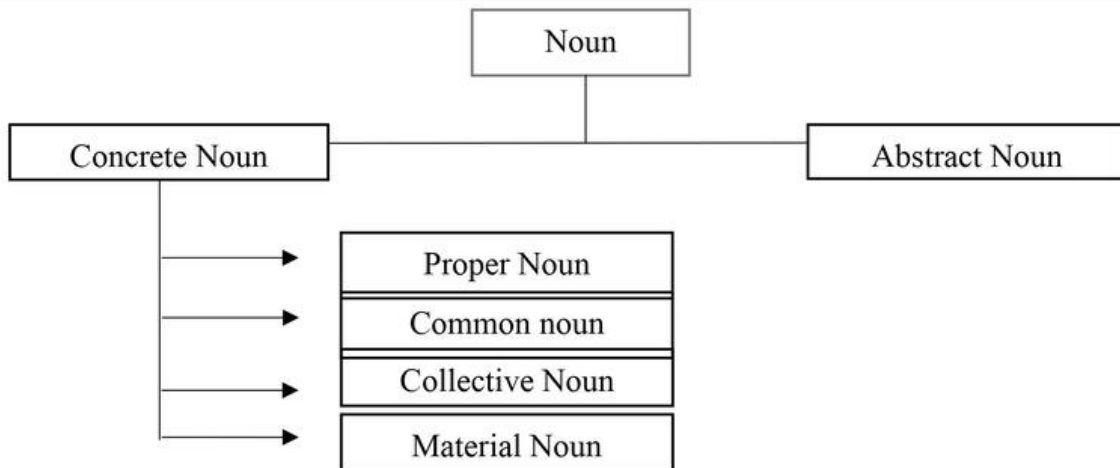 Noun
Concrete Noun
Abstract Noun
Proper Noun
Common noun
Collective Noun
Material Noun